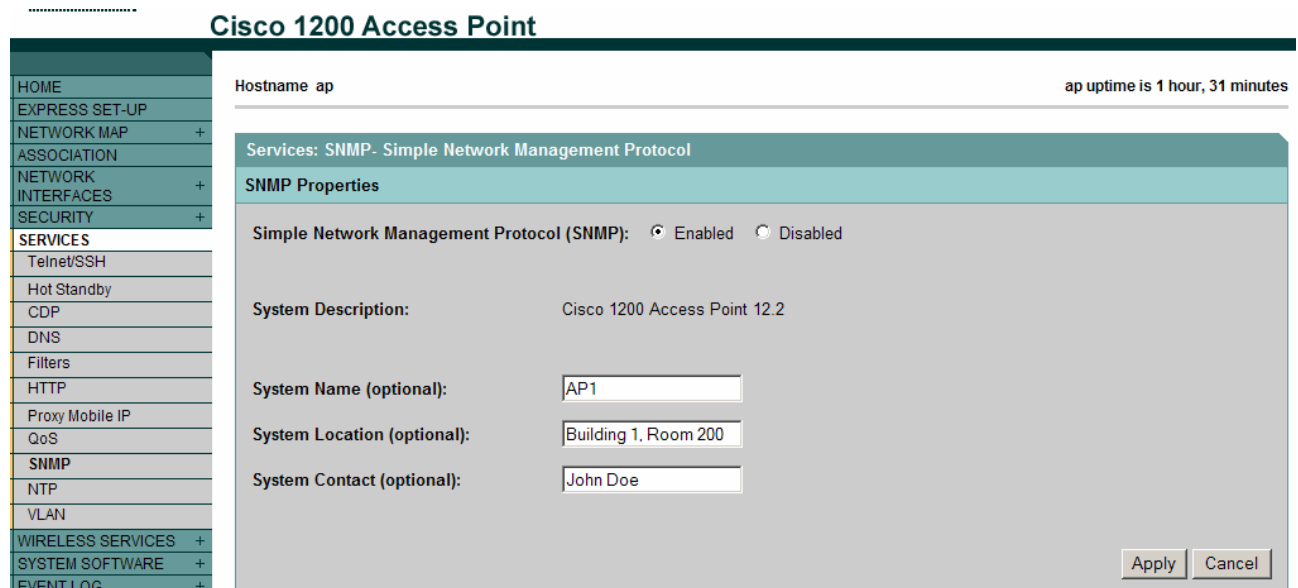 Cisco 1200 Access Point
HOME
EXPRESS SET-UP
NETWORK MAP +
ASSOCIATION
NETWORK
INTERFACES +
SECURITY +
SERVICES
Telnet/SSH
Hot Standby
CDP
DNS
Filters
HTTP
Proxy Mobile IP
QoS
SNMP
NTP
VLAN
WIRELESS SERVICES +
SYSTEM SOFTWARE +
EVENT LOG +
Hostname ap
ap uptime is 1 hour, 31 minutes
Services: SNMP- Simple Network Management Protocol
SNMP Properties
Simple Network Management Protocol (SNMP): Enabled Disabled
System Description: Cisco 1200 Access Point 12.2
System Name (optional): AP1
System Location (optional): Building 1, Room 200
System Contact (optional): John Doe
Apply Cancel